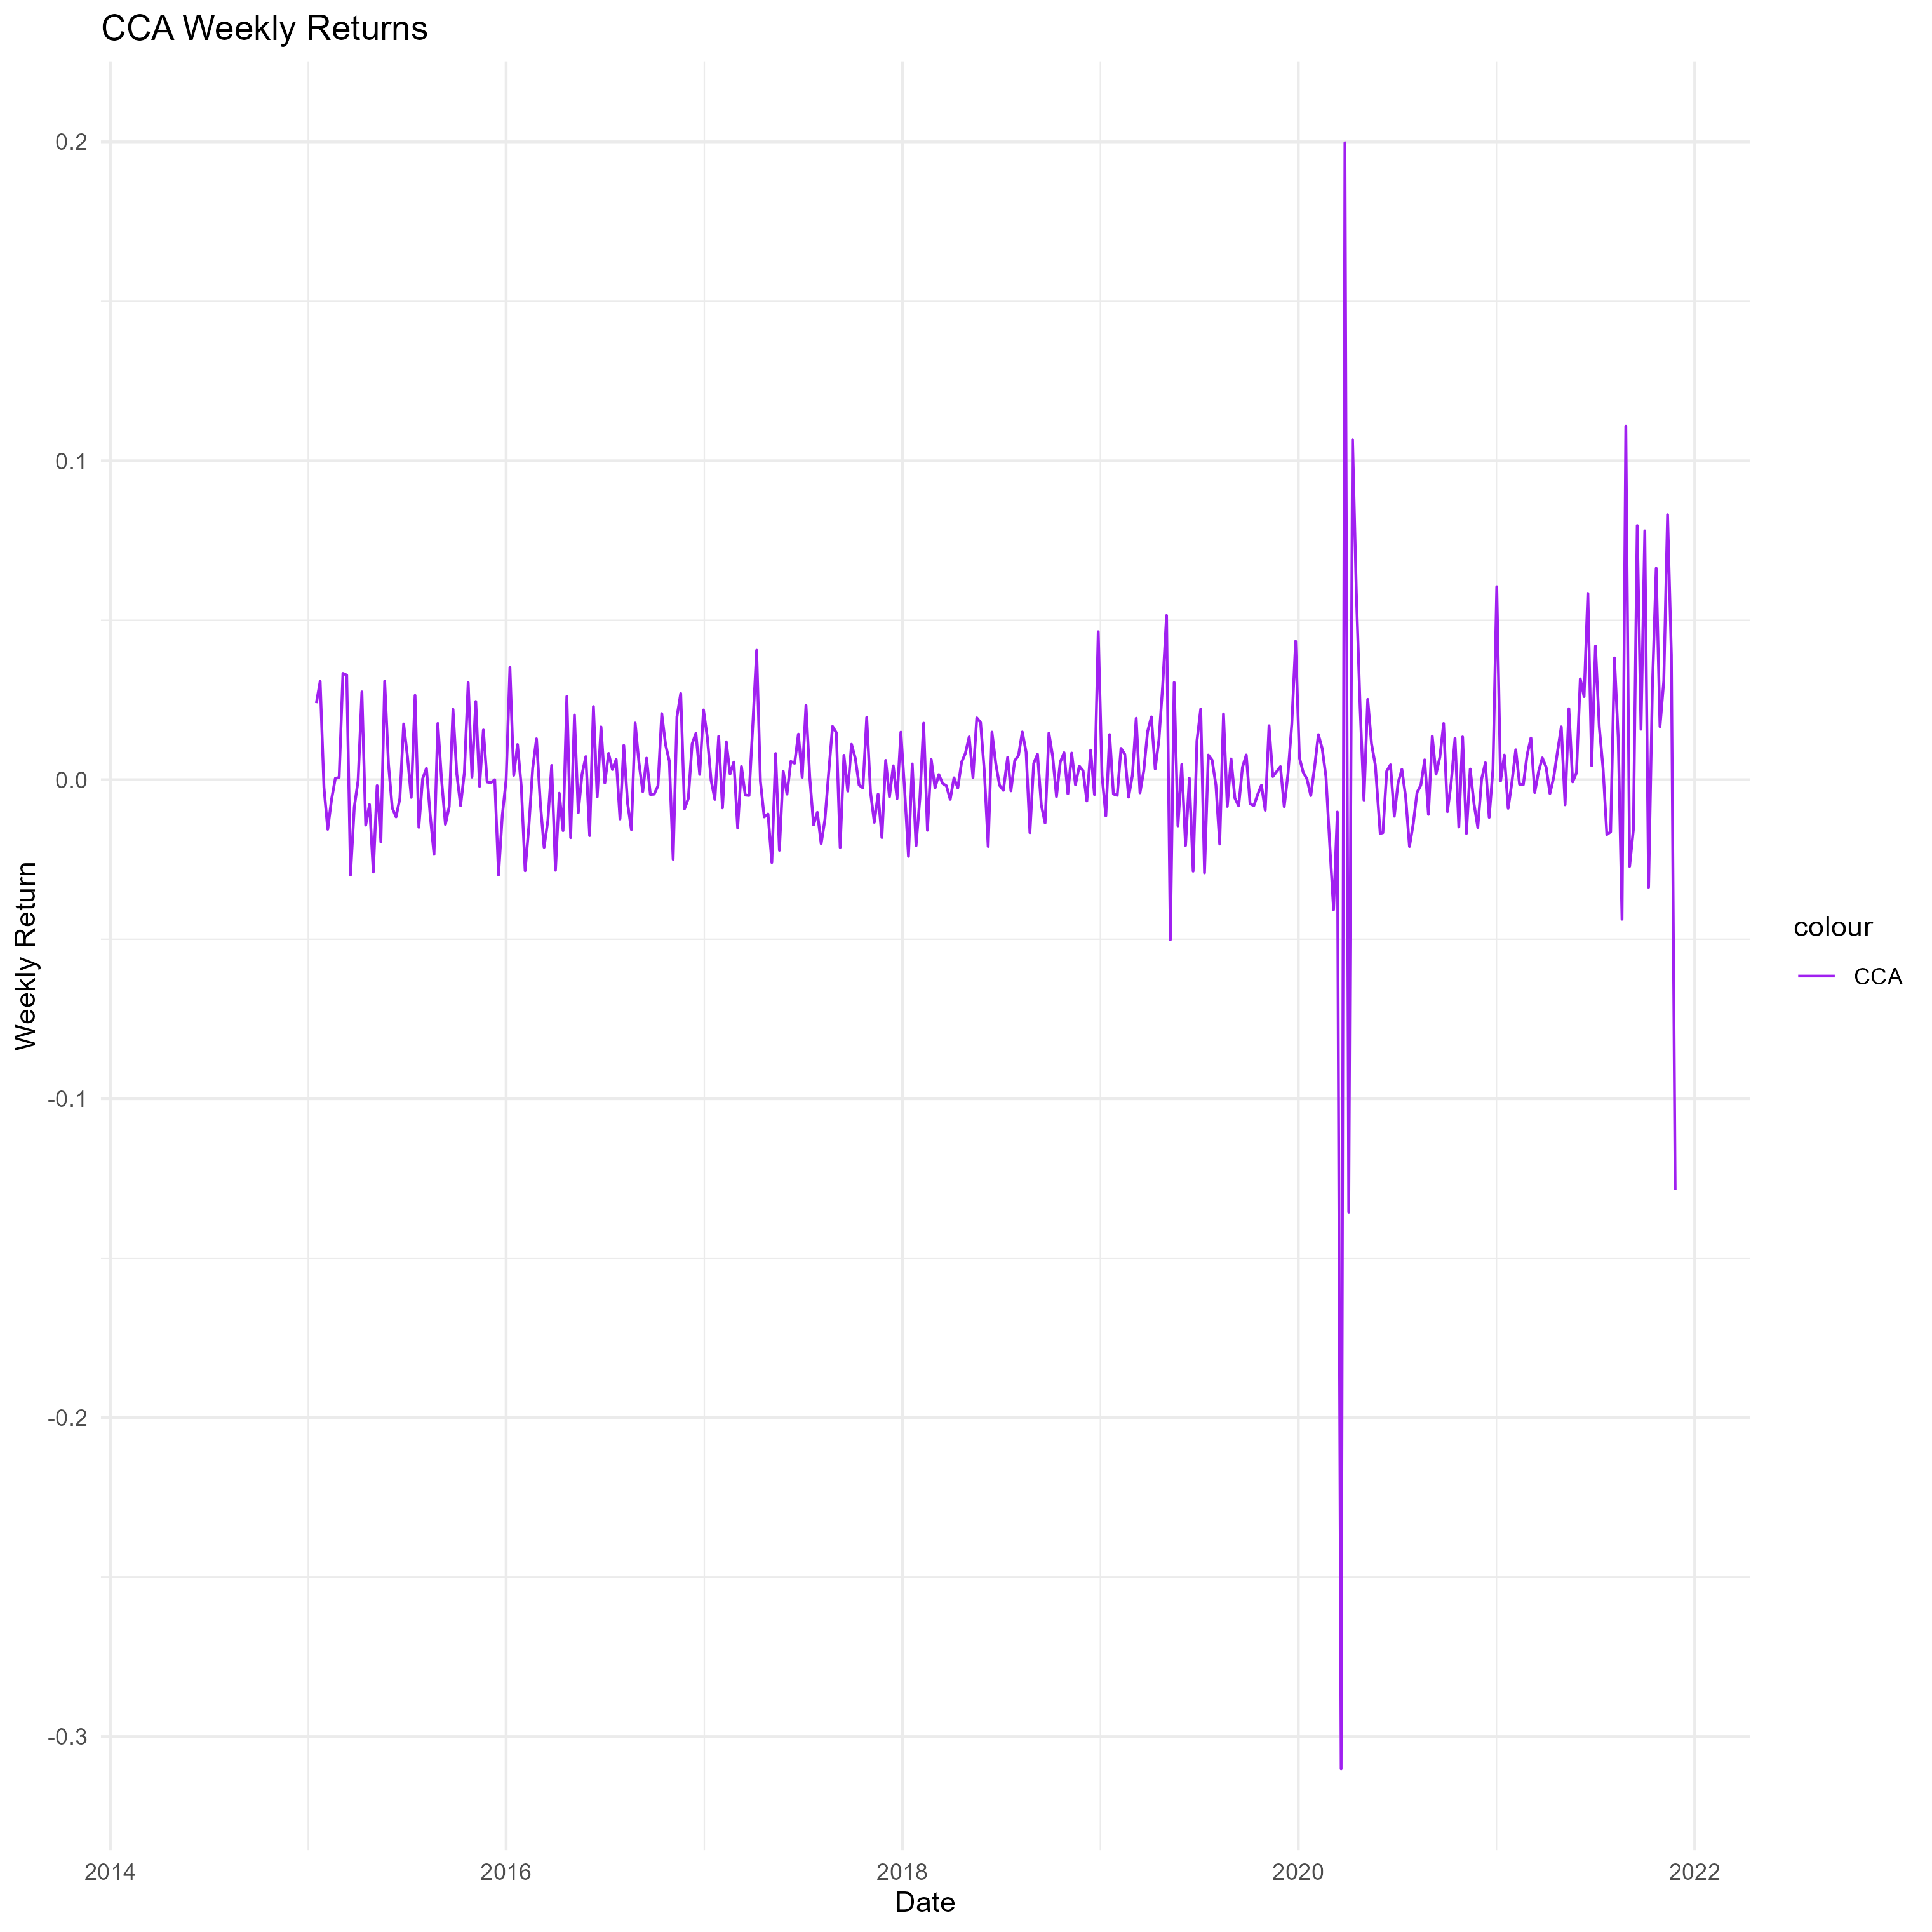 CCA Weekly Returns
Weekly Return
0.2
0.1
0.0
-0.1
-0.2
-0.3
2014
2016
2018
2020
2022
Date
colour
CCA